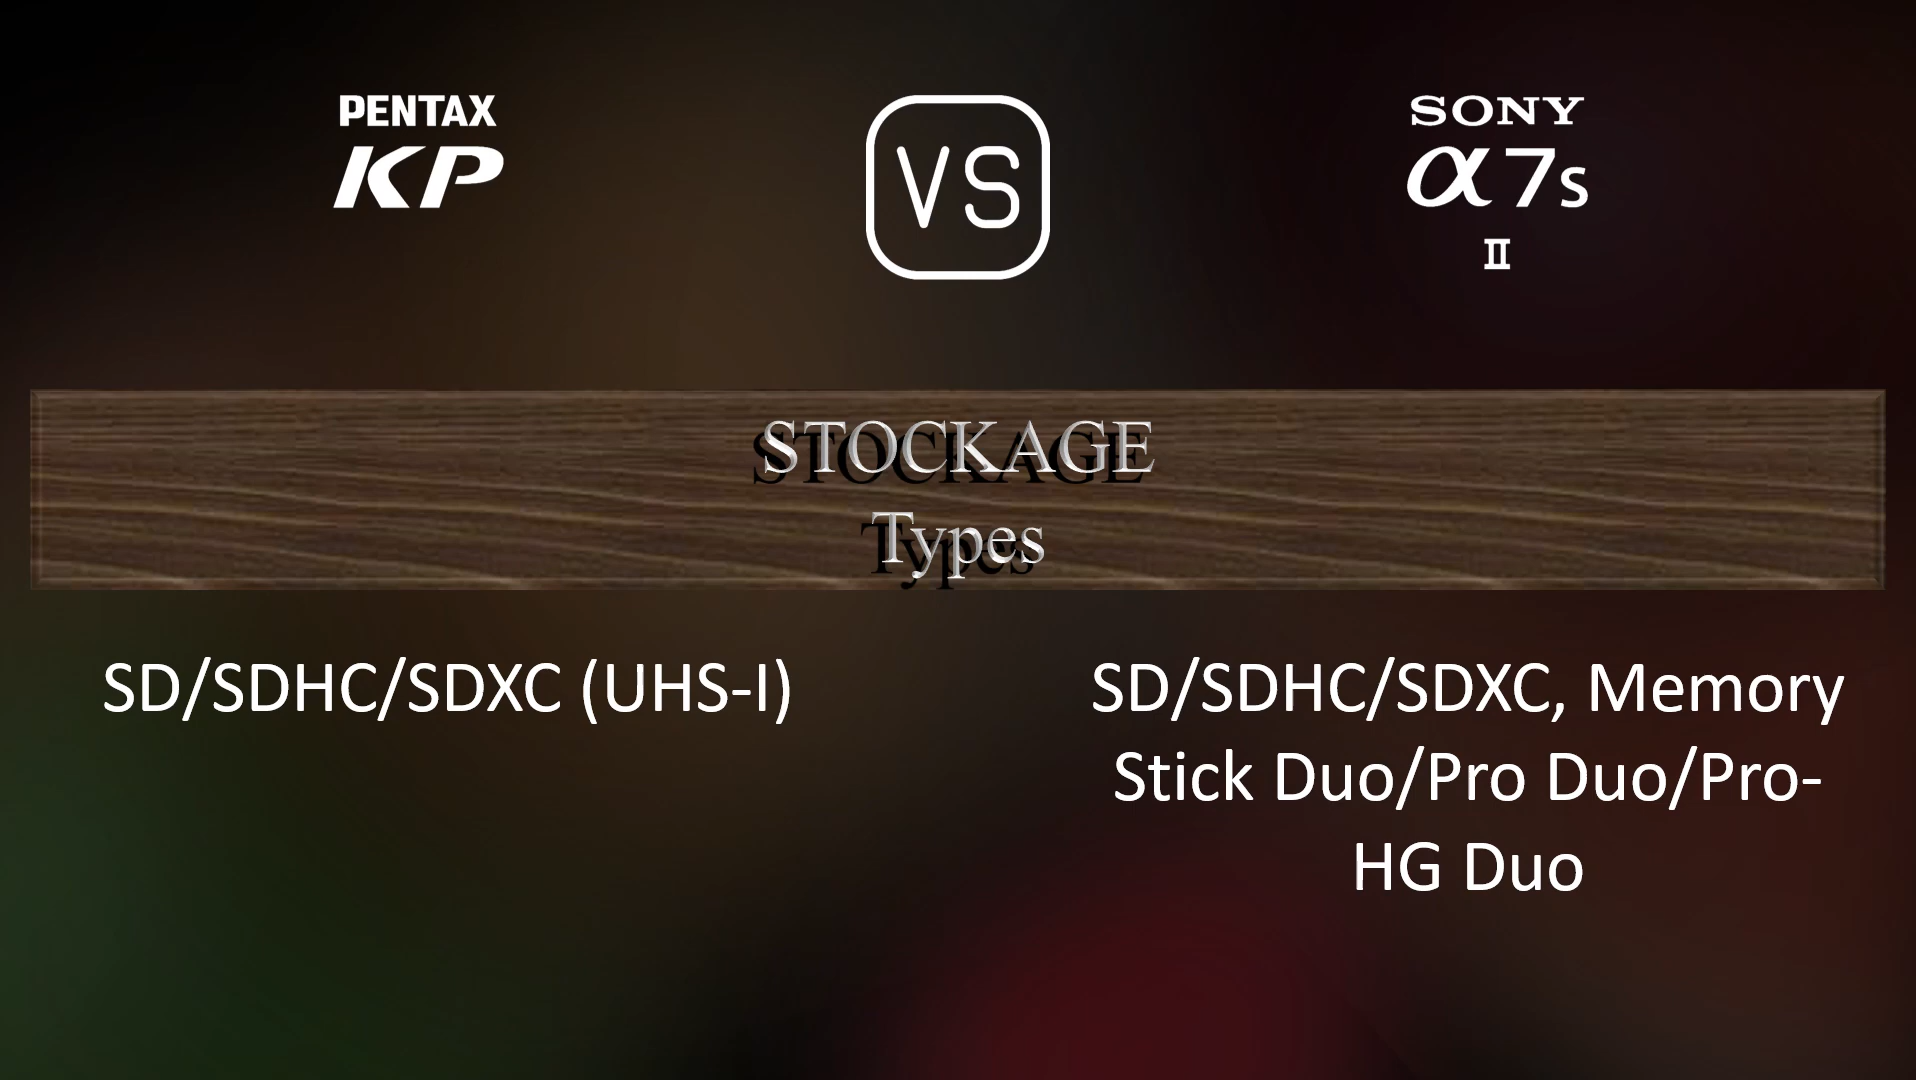 PENTAX
KP
VS
SONY
α7s
II
STOCKAGE
Types
SD/SDHC/SDXC (UHS-I)
SD/SDHC/SDXC, Memory
Stick Duo/Pro Duo/Pro-
HG Duo